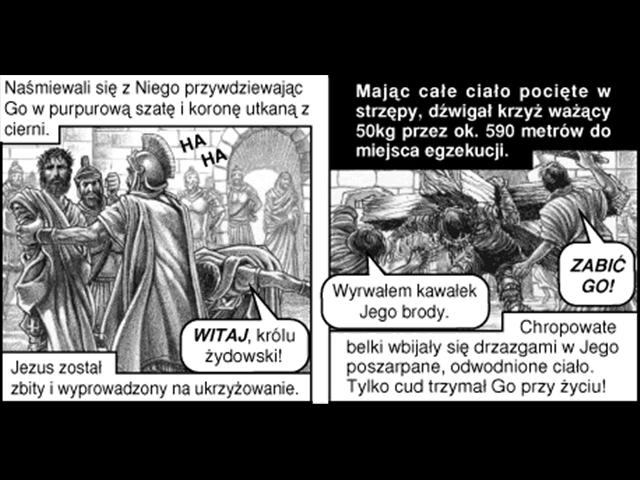 Naśmiewali się z Niego przywdziewając
Go w purpurową szatę i koronę utkaną z
cierni.
HA
HA
WITAJ, królu
żydowski!
Jezus został
zbity i wyprowadzony na ukrzyżowanie.
Mając całe ciało pocięte w
strzępy, dźwigał krzyż ważący
50kg przez ok. 590 metrów do
miejsca egzekucji.
Wyrwałem kawałek
Jego brody.
ZABIĆ
GO!
Chropowate
belki wbijały się drzazgami w Jego
poszarpane, odwodnione ciało.
Tylko cud trzymał Go przy życiu!